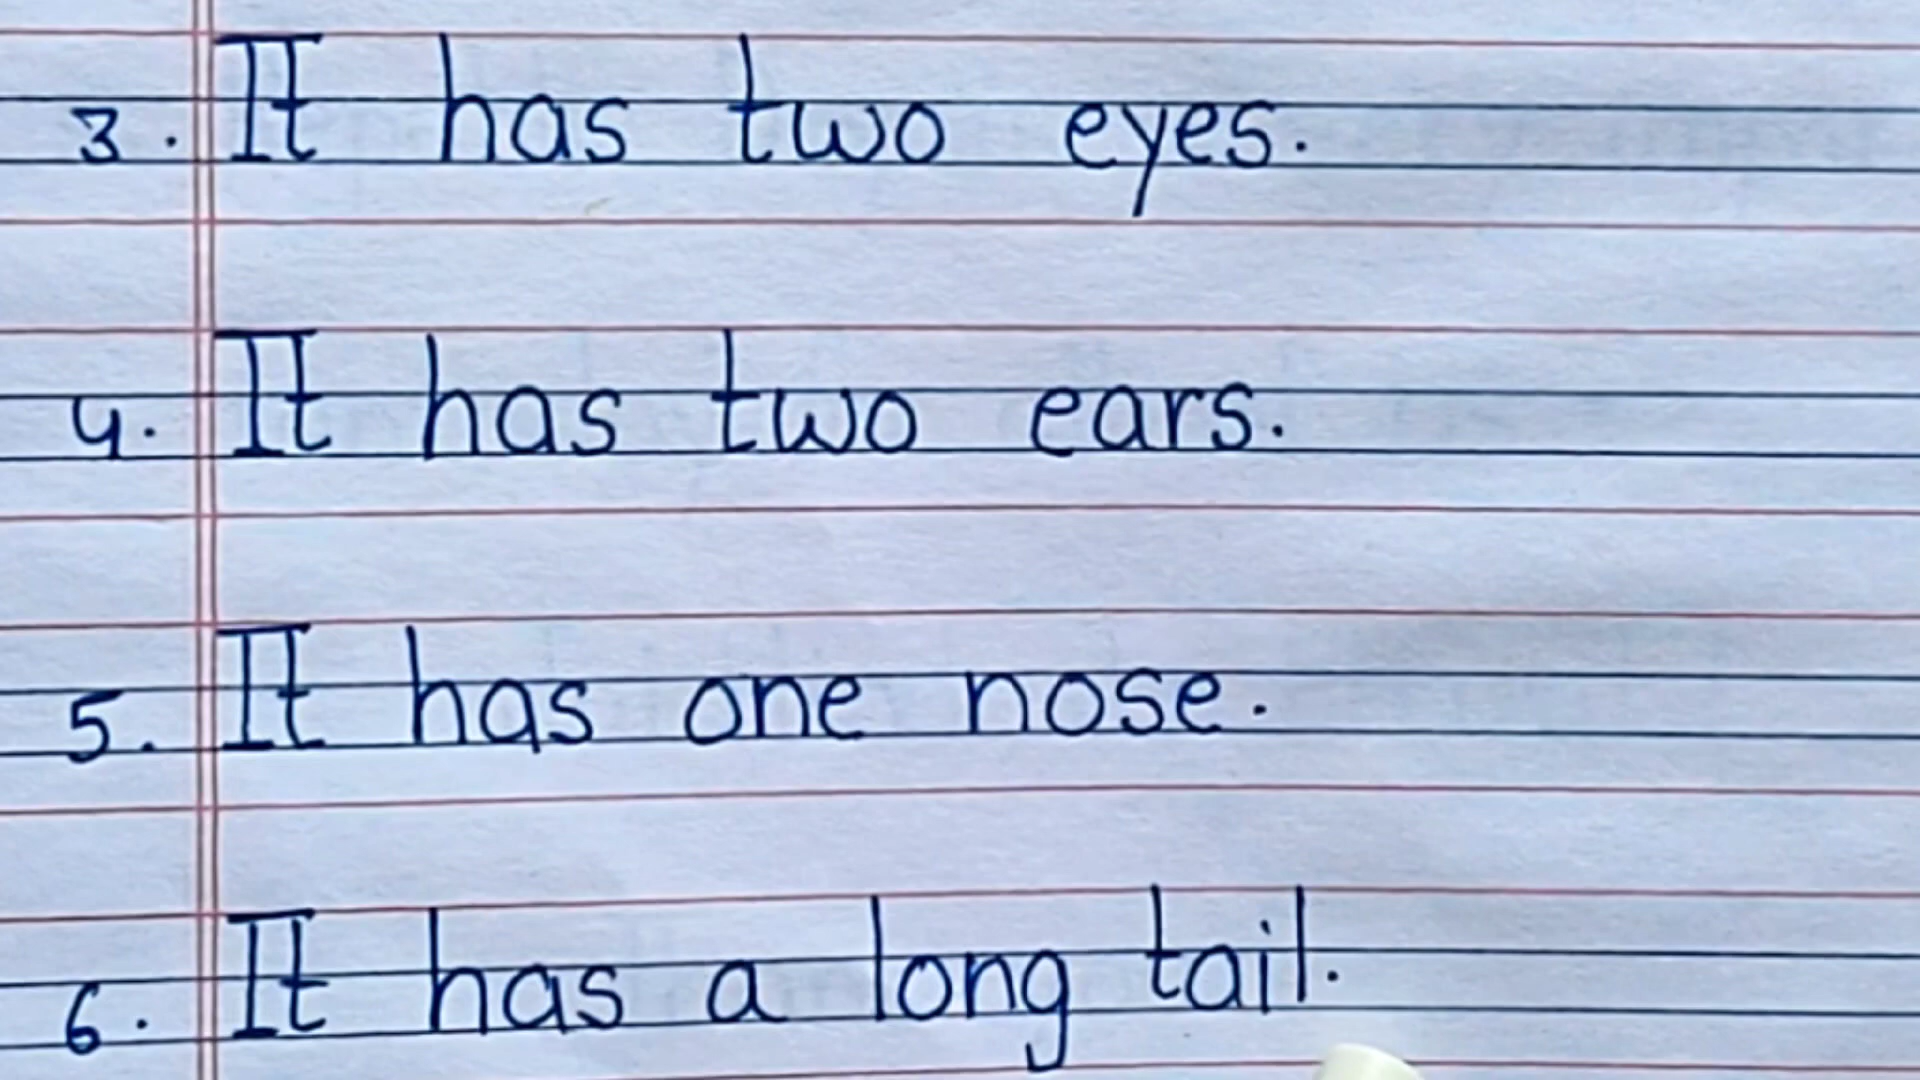 3. It has two eyes.
4. It has two ears.
5. It has one nose.
6. It has a long tail.